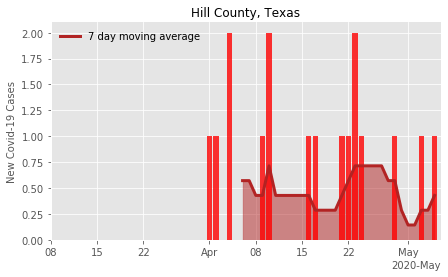 Hill County, Texas
7 day moving average
New Covid-19 Cases
2.00
1.75
1.50
1.25
1.00
0.75
0.50
0.25
0.00
08 15 22 Apr 08 15 22 May
2020-May